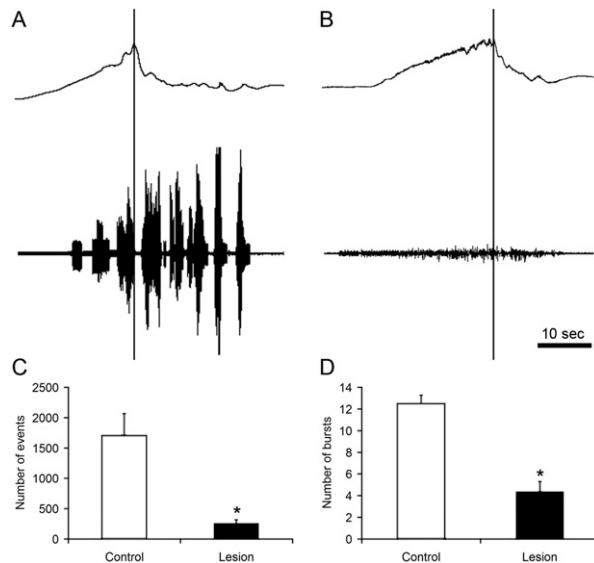 A
B
10 sec
C
Number of events
2500
2000
1500
1000
500
0
*
Control Lesion
D
Number of bursts
14
12
10
8
6
4
2
0
*
Control Lesion